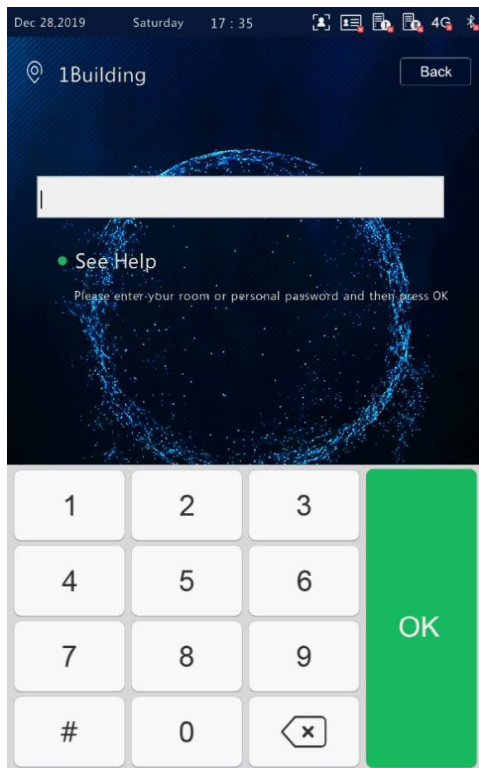 Dec 28,2019 Saturday 17 : 35 4G
1Building Back
See Help
Please enter your room or personal password and then press OK
1 2 3
4 5 6
OK
7 8 9
# 0